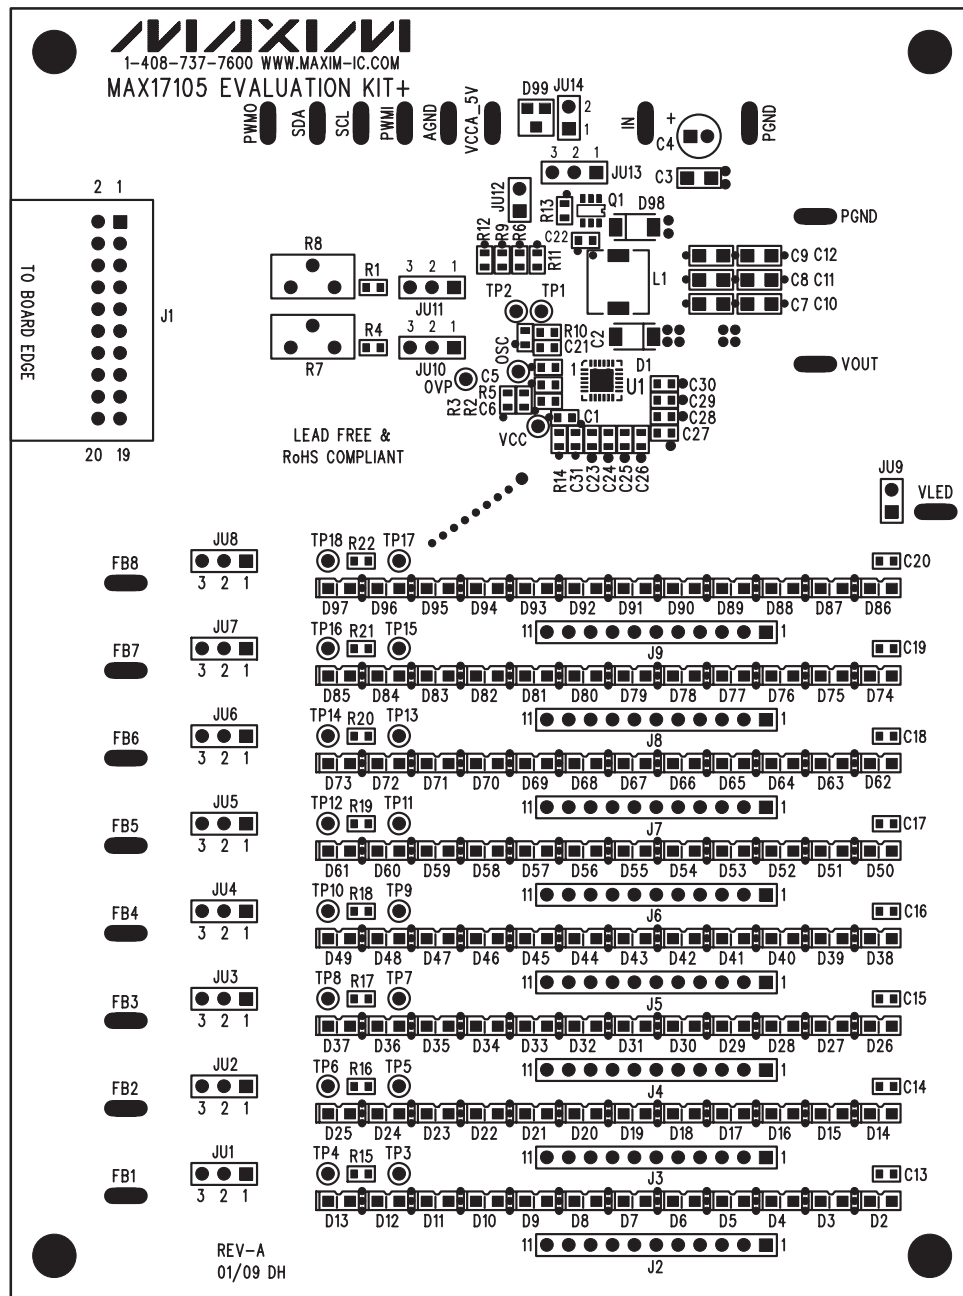 MAXIM
1-408-737-7600 WWW.MAXIM-IC.COM
MAX17105 EVALUATION KIT+
PWMO
SDA
SCL
PWMI
AGND
VCCA_5V
D99
JU14
2
1
IN
+
C4
PGND
3 2 1
JU13
C3
JU12
R13
Q1
D98
PGND
R12
R9
R6
R11
C22
L1
C9 C12
C8 C11
C7 C10
2 1
TO BOARD EDGE
J1
20 19
R8
R1
3 2 1
JU11
TP2
TP1
R7
R4
3 2 1
JU10
OSC
R10
C21
C2
D1
VOUT
OVP
C5
1
U1
R3
R2
R5
C6
C1
VCC
C30
C29
C28
C27
R14
C31
C23
C24
C25
C26
LEAD FREE &
RoHS COMPLIANT
JU9
VLED
FB8
JU8
3 2 1
TP18
R22
TP17
C20
D97 D96 D95 D94 D93 D92 D91 D90 D89 D88 D87 D86
11
1
J9
FB7
JU7
3 2 1
TP16
R21
TP15
C19
D85 D84 D83 D82 D81 D80 D79 D78 D77 D76 D75 D74
11
1
J8
FB6
JU6
3 2 1
TP14
R20
TP13
C18
D73 D72 D71 D70 D69 D68 D67 D66 D65 D64 D63 D62
11
1
J7
FB5
JU5
3 2 1
TP12
R19
TP11
C17
D61 D60 D59 D58 D57 D56 D55 D54 D53 D52 D51 D50
11
1
J6
FB4
JU4
3 2 1
TP10
R18
TP9
C16
D49 D48 D47 D46 D45 D44 D43 D42 D41 D40 D39 D38
11
1
J5
FB3
JU3
3 2 1
TP8
R17
TP7
C15
D37 D36 D35 D34 D33 D32 D31 D30 D29 D28 D27 D26
11
1
J4
FB2
JU2
3 2 1
TP6
R16
TP5
C14
D25 D24 D23 D22 D21 D20 D19 D18 D17 D16 D15 D14
11
1
J3
FB1
JU1
3 2 1
TP4
R15
TP3
C13
D13 D12 D11 D10 D9 D8 D7 D6 D5 D4 D3 D2
11
1
J2
REV-A
01/09 DH